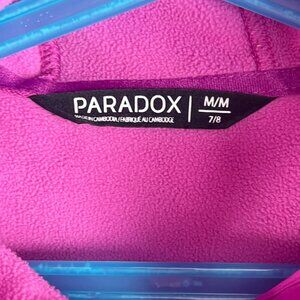 PARADOX
MADE IN CAMBODIA / FABRIQUÉ AU CAMBODGE
M/M
7/8